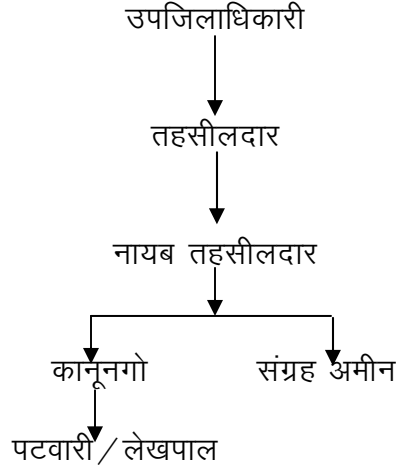 उपजिलाधिकारी
तहसीलदार
नायब तहसीलदार
कानूनगो संग्रह अमीन
पटवारी / लेखपाल